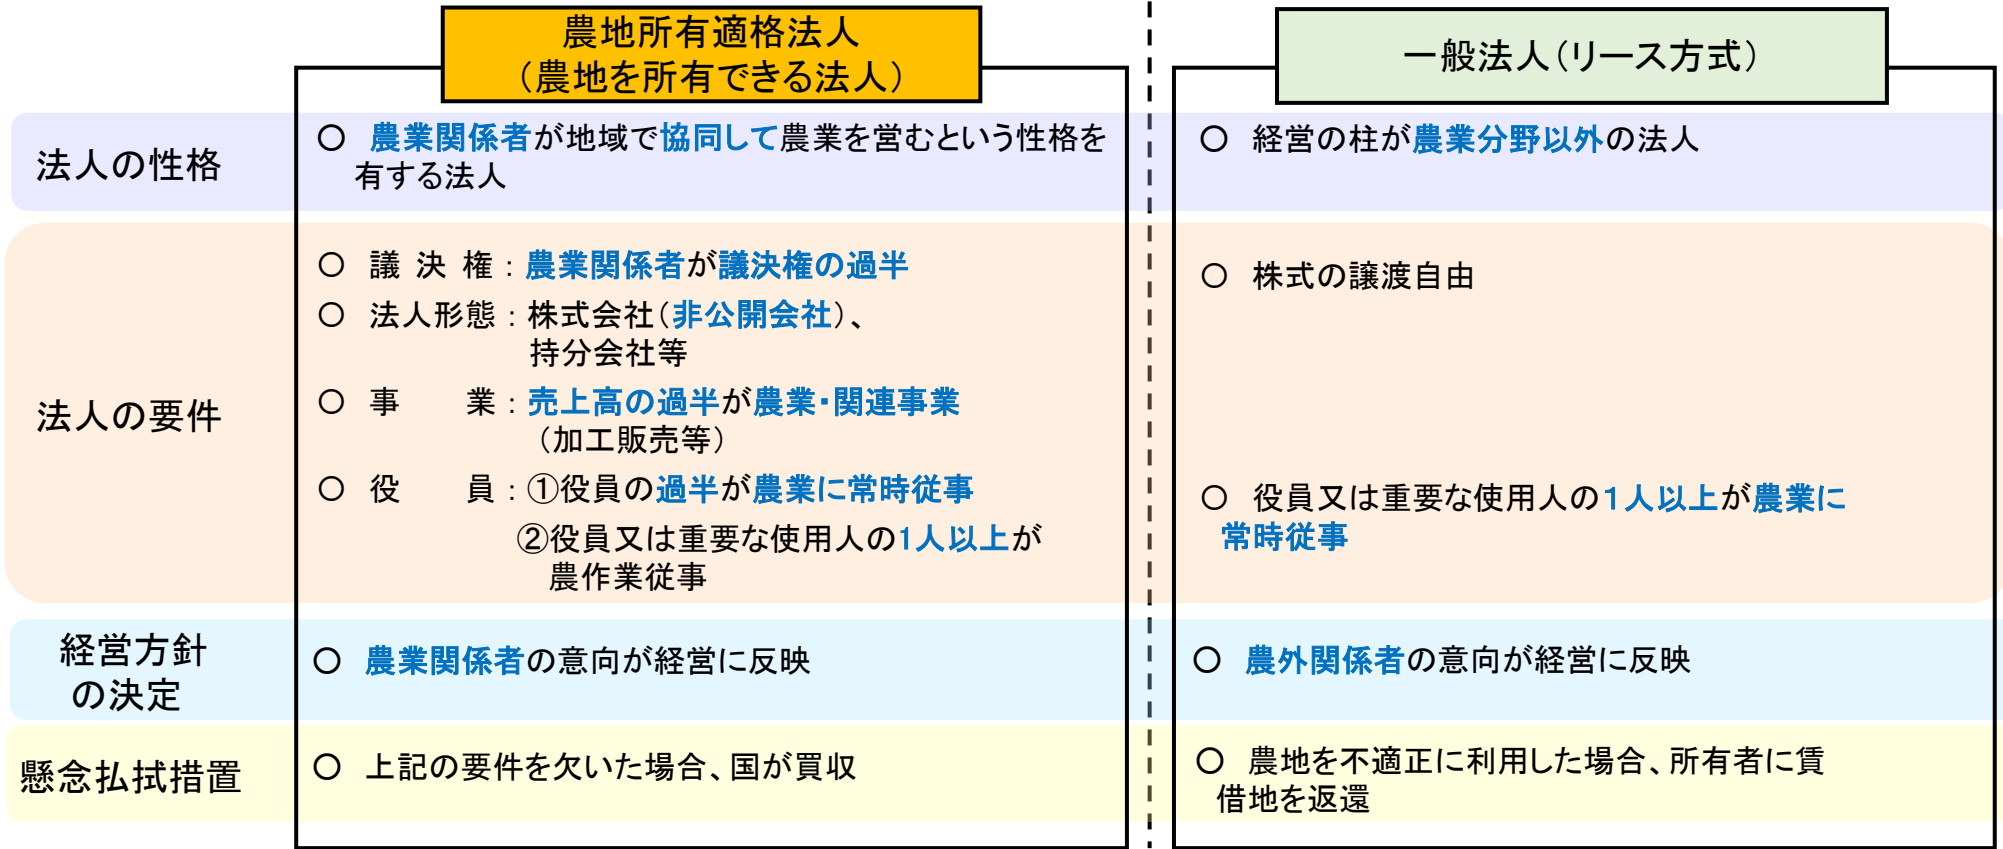 農地所有適格法人
（農地を所有できる法人）
一般法人（リース方式）
法人の性格
〇 農業関係者が地域で協同して農業を営むという性格を
有する法人
〇 経営の柱が農業分野以外の法人
法人の要件
〇 議 決 権 ： 農業関係者が議決権の過半
〇 法人形態 ： 株式会社（非公開会社）、
持分会社等
〇 事　　業 ： 売上高の過半が農業・関連事業
（加工販売等）
〇 役　　員 ： ①役員の過半が農業に常時従事
②役員又は重要な使用人の1人以上が
農作業従事
〇 株式の譲渡自由
〇 役員又は重要な使用人の１人以上が農業に
常時従事
経営方針
の決定
〇 農業関係者の意向が経営に反映
〇 農外関係者の意向が経営に反映
懸念払拭措置
〇 上記の要件を欠いた場合、国が買収
〇 農地を不適正に利用した場合、所有者に賃
借地を返還